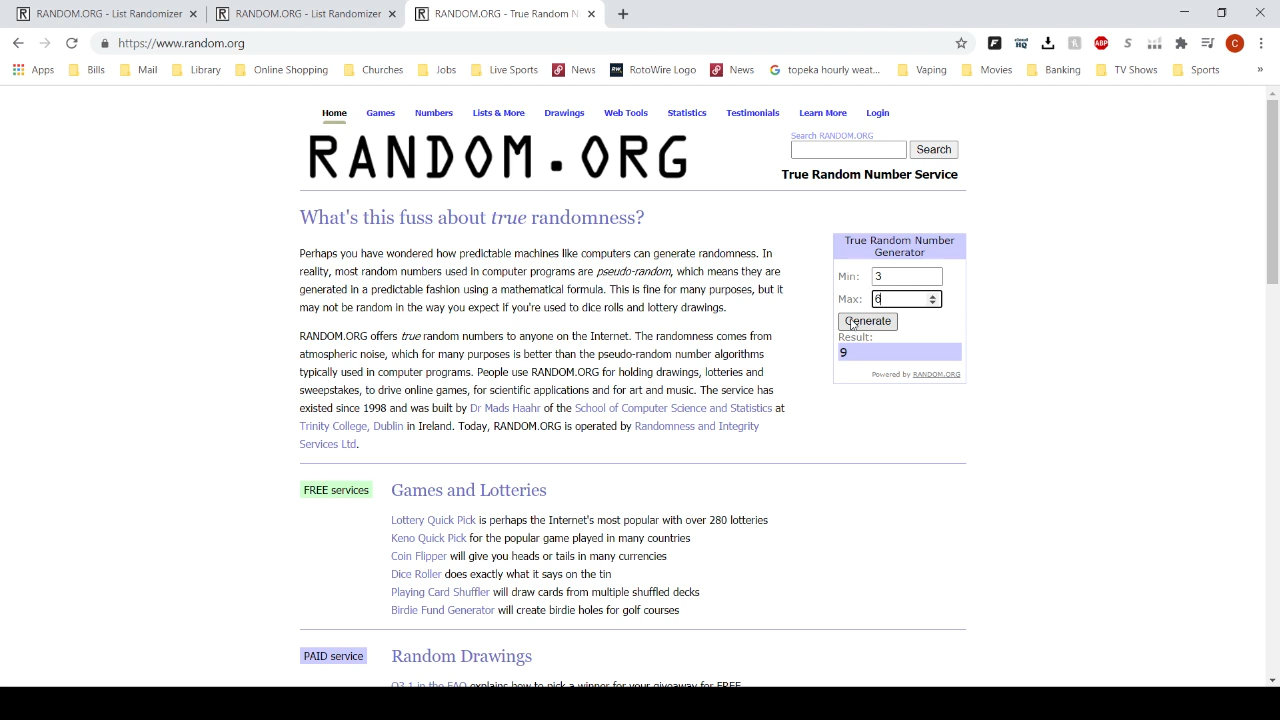 RANDOM.ORG - List Randomizer
RANDOM.ORG - List Randomizer
RANDOM.ORG - True Random N
https://www.random.org
Apps
Bills
Mail
Library
Online Shopping
Churches
Jobs
Live Sports
News
RotoWire Logo
News
topeka hourly weat...
Vaping
Movies
Banking
TV Shows
Sports
»
Home Games Numbers Lists & More Drawings Web Tools Statistics Testimonials Learn More Login
RANDOM.ORG
Search RANDOM.ORG
Search
True Random Number Service
What's this fuss about true randomness?
Perhaps you have wondered how predictable machines like computers can generate randomness. In
reality, most random numbers used in computer programs are pseudo-random, which means they are
generated in a predictable fashion using a mathematical formula. This is fine for many purposes, but it
may not be random in the way you expect if you're used to dice rolls and lottery drawings.
RANDOM.ORG offers true random numbers to anyone on the Internet. The randomness comes from
atmospheric noise, which for many purposes is better than the pseudo-random number algorithms
typically used in computer programs. People use RANDOM.ORG for holding drawings, lotteries and
sweepstakes, to drive online games, for scientific applications and for art and music. The service has
existed since 1998 and was built by Dr Mads Haahr of the School of Computer Science and Statistics at
Trinity College, Dublin in Ireland. Today, RANDOM.ORG is operated by Randomness and Integrity
Services Ltd.
True Random Number
Generator
Min: 3
Max: 6
Generate
Result:
9
Powered by RANDOM.ORG
FREE services
Games and Lotteries
Lottery Quick Pick is perhaps the Internet's most popular with over 280 lotteries
Keno Quick Pick for the popular game played in many countries
Coin Flipper will give you heads or tails in many currencies
Dice Roller does exactly what it says on the tin
Playing Card Shuffler will draw cards from multiple shuffled decks
Birdie Fund Generator will create birdie holes for golf courses
PAID service
Random Drawings
Q3.1 in the FAQ explains how to pick a winner for your giveaway for FREE